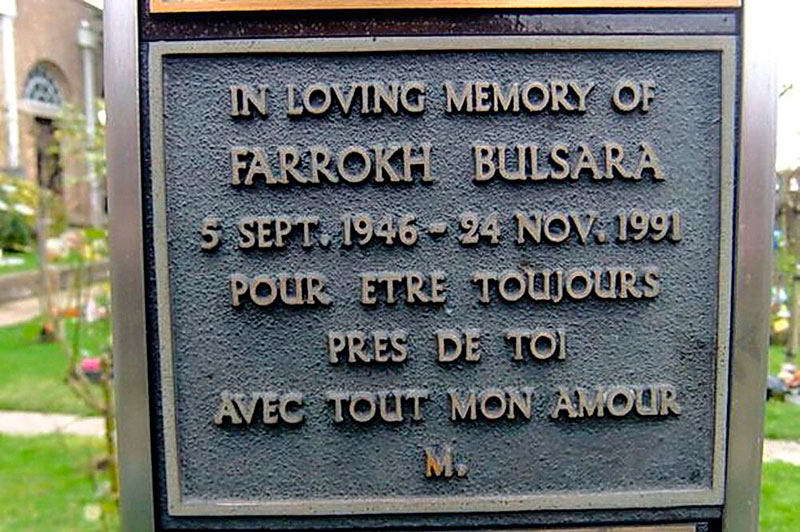 IN LOVING MEMORY OF
FARROKH BULSARA
5 SEPT. 1946 - 24 NOV. 1991
POUR ETRE TOUJOURS
PRES DE TOI
AVEC TOUT MON AMOUR
M.